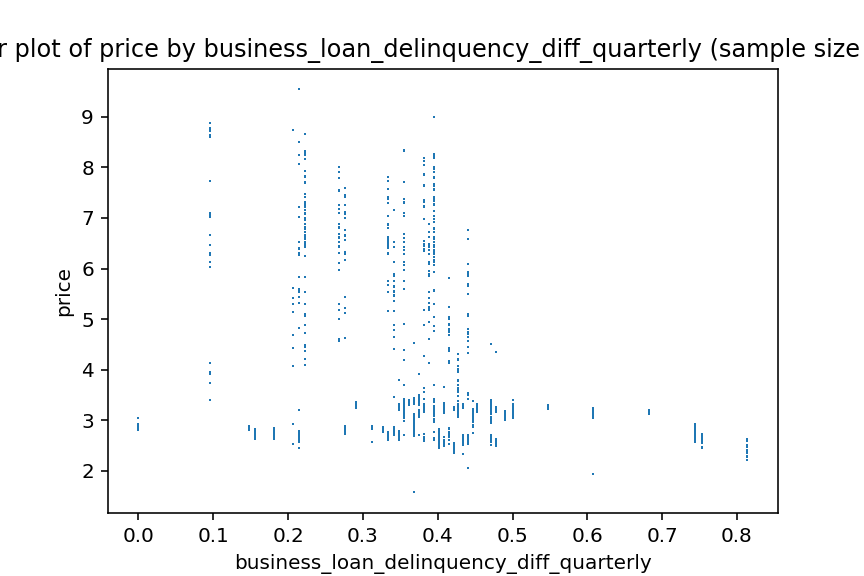 r plot of price by business_loan_delinquency_diff_quarterly (sample size
9
8
7
6
5
4
3
2
price
0.0 0.1 0.2 0.3 0.4 0.5 0.6 0.7 0.8
business_loan_delinquency_diff_quarterly